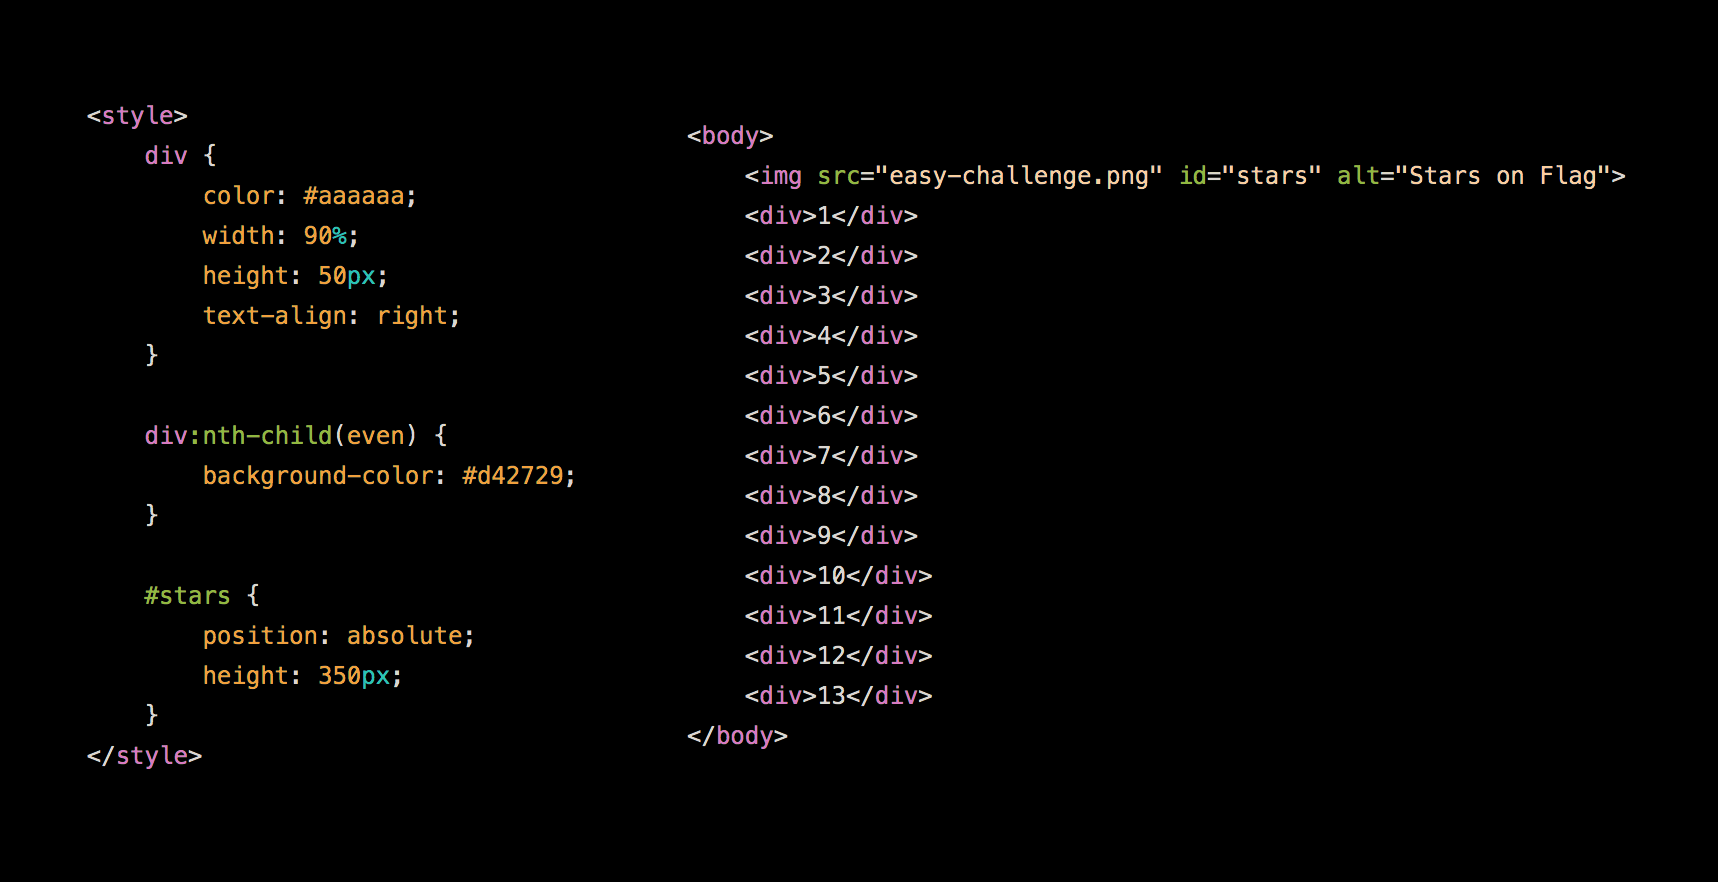 <style>
    div {
        color: #aaaaaa;
        width: 90%;
        height: 50px;
        text-align: right;
    }

    div:nth-child(even) {
        background-color: #d42729;
    }

    #stars {
        position: absolute;
        height: 350px;
    }
</style>
<body>
    <img src="easy-challenge.png" id="stars" alt="Stars on Flag">
    <div>1</div>
    <div>2</div>
    <div>3</div>
    <div>4</div>
    <div>5</div>
    <div>6</div>
    <div>7</div>
    <div>8</div>
    <div>9</div>
    <div>10</div>
    <div>11</div>
    <div>12</div>
    <div>13</div>
</body>